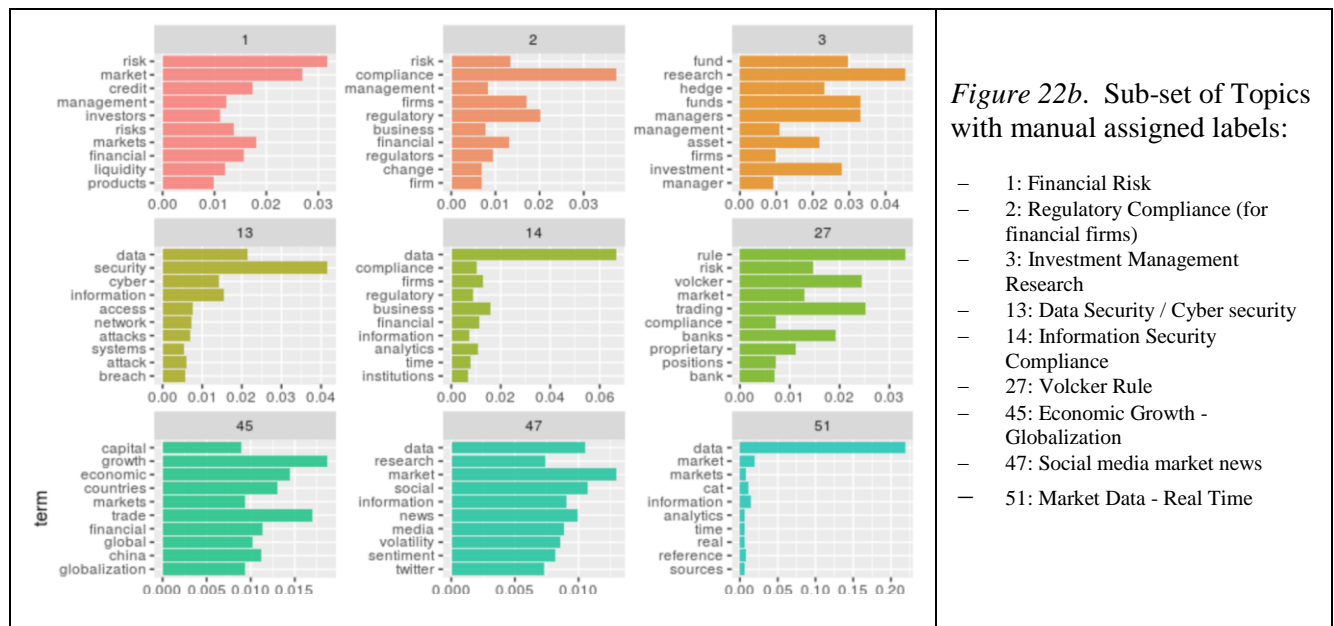 1
risk
market
credit
management
investors
risks
markets
financial
liquidity
products
0.00 0.01 0.02 0.03
2
risk
compliance
management
firms
regulatory
business
financial
regulators
change
firm
0.00 0.01 0.02 0.03
3
fund
research
hedge
funds
managers
management
asset
firms
investment
manager
0.00 0.01 0.02 0.03 0.04
13
data
security
cyber
information
access
network
attacks
systems
attack
breach
0.00 0.01 0.02 0.03 0.04
14
data
compliance
firms
regulatory
business
financial
information
analytics
time
institutions
0.00 0.02 0.04 0.06
27
rule
risk
volcker
market
trading
compliance
banks
proprietary
positions
bank
0.00 0.01 0.02 0.03
45
capital
growth
economic
countries
markets
trade
financial
global
china
globalization
0.000 0.005 0.010 0.015
47
data
research
market
social
information
news
media
volatility
sentiment
twitter
0.000 0.005 0.010
51
data
market
markets
cat
information
analytics
time
real
reference
sources
0.00 0.05 0.10 0.15 0.20
term
Figure 22b. Sub-set of Topics
with manual assigned labels:
– 1: Financial Risk
– 2: Regulatory Compliance (for
financial firms)
– 3: Investment Management
Research
– 13: Data Security / Cyber security
– 14: Information Security
Compliance
– 27: Volcker Rule
– 45: Economic Growth -
Globalization
– 47: Social media market news
– 51: Market Data - Real Time